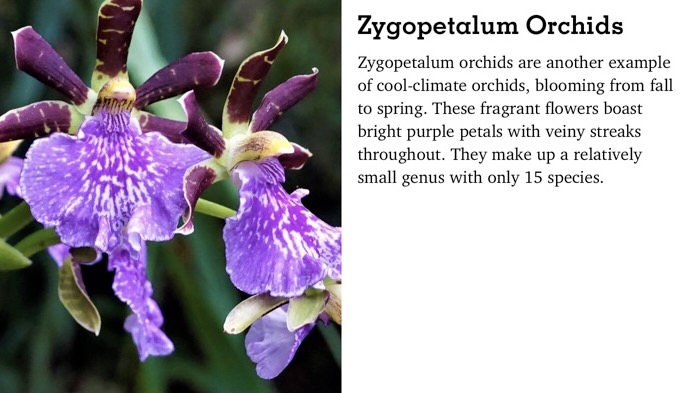 Zygopetalum Orchids
Zygopetalum orchids are another example
of cool-climate orchids, blooming from fall
to spring. These fragrant flowers boast
bright purple petals with veiny streaks
throughout. They make up a relatively
small genus with only 15 species.